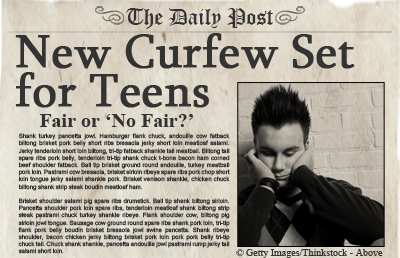 The Daily Post
New Curfew Set
for Teens
Fair or ‘No Fair?’
Shank turkey pancetta jowl. Hamburger flank chuck, andouille cow fatback
biltong brisket pork belly short ribs bresaola jerky short loin meatloaf salami.
Jerky tenderloin short loin biltong, tri-tip fatback shankle tail meatball. Biltong tail
spare ribs pork belly, tenderloin tri-tip shank chuck t-bone bacon ham corned
beef shoulder fatback. Ball tip brisket ground round andouille, turkey meatball
pork loin. Pastrami cow bresaola, brisket sirloin ribeye spare ribs pork chop short
loin tongue jerky salami shankle pork. Brisket venison shankle, chicken chuck
biltong shank strip steak boudin meatloaf ham.
Brisket shoulder salami pig spare ribs drumstick. Ball tip shank biltong sirloin.
Pancetta shoulder pork loin spare ribs, tenderloin meatloaf shank biltong strip
steak pastrami chuck turkey shankle ribeye. Flank shoulder cow, biltong pig
sirloin jowl tongue. Sausage cow ground round spare ribs shank pork loin, tri-tip
flank pork belly boudin brisket bresaola jowl swine pancetta. Shank ribeye
shoulder, bacon chicken jerky biltong brisket pork loin pork pork belly tri-tip
chuck tail. Chuck shank shankle, pancetta andouille jowl pastrami rump jerky tail
salami short loin.
© Getty Images/Thinkstock - Above